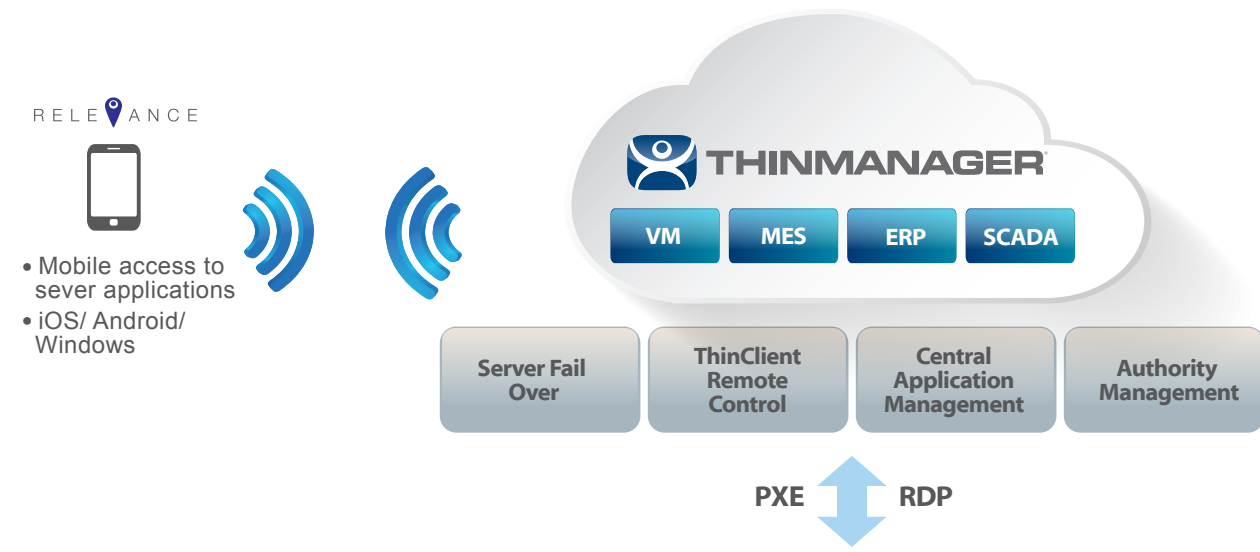 RELEVANCE
• Mobile access to
sever applications
• iOS/ Android/
Windows
THINMANAGER
VM
MES
ERP
SCADA
Server Fail
Over
ThinClient
Remote
Control
Central
Application
Management
Authority
Management
PXE
RDP